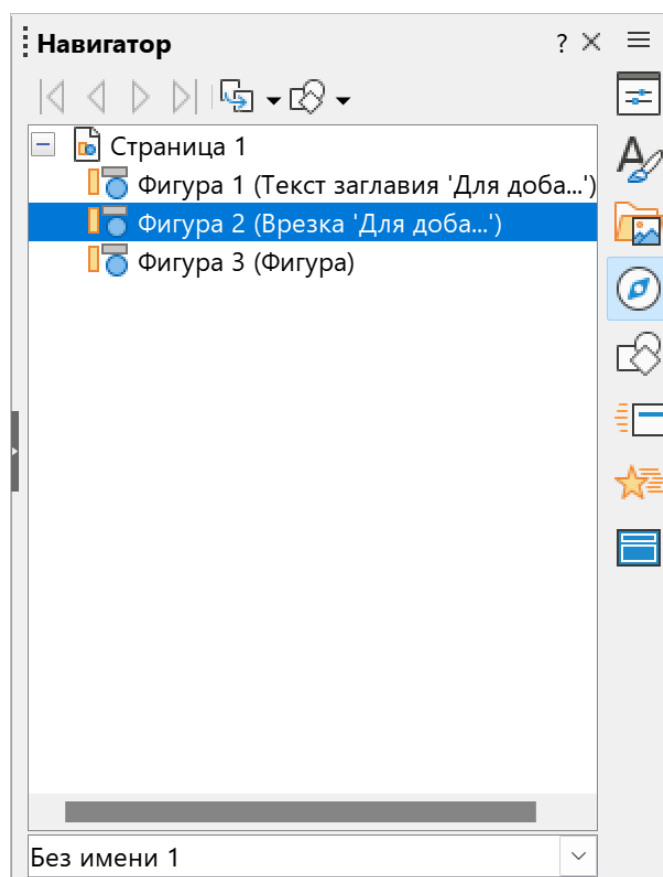 Навигатор ?
Страница 1
Фигура 1 (Текст заглавия 'Для доба...')
Фигура 2 (Врезка 'Для доба...')
Фигура 3 (Фигура)
Без имени 1